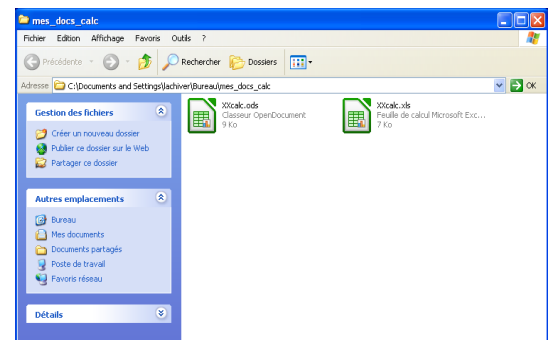 mes_docs_calc
Fichier Edition Affichage Favoris Outils ?
Précédente Rechercher Dossiers
Adresse C:\Documents and Settings\lachiver\Bureau\mes_docs_calc OK
Gestion des fichiers
Créer un nouveau dossier
Publier ce dossier sur le Web
Partager ce dossier
Autres emplacements
Bureau
Mes documents
Documents partagés
Poste de travail
Favoris réseau
Détails
XXcalc.ods
Classeur OpenDocument
9 Ko
XXcalc.xls
Feuille de calcul Microsoft Exc...
7 Ko